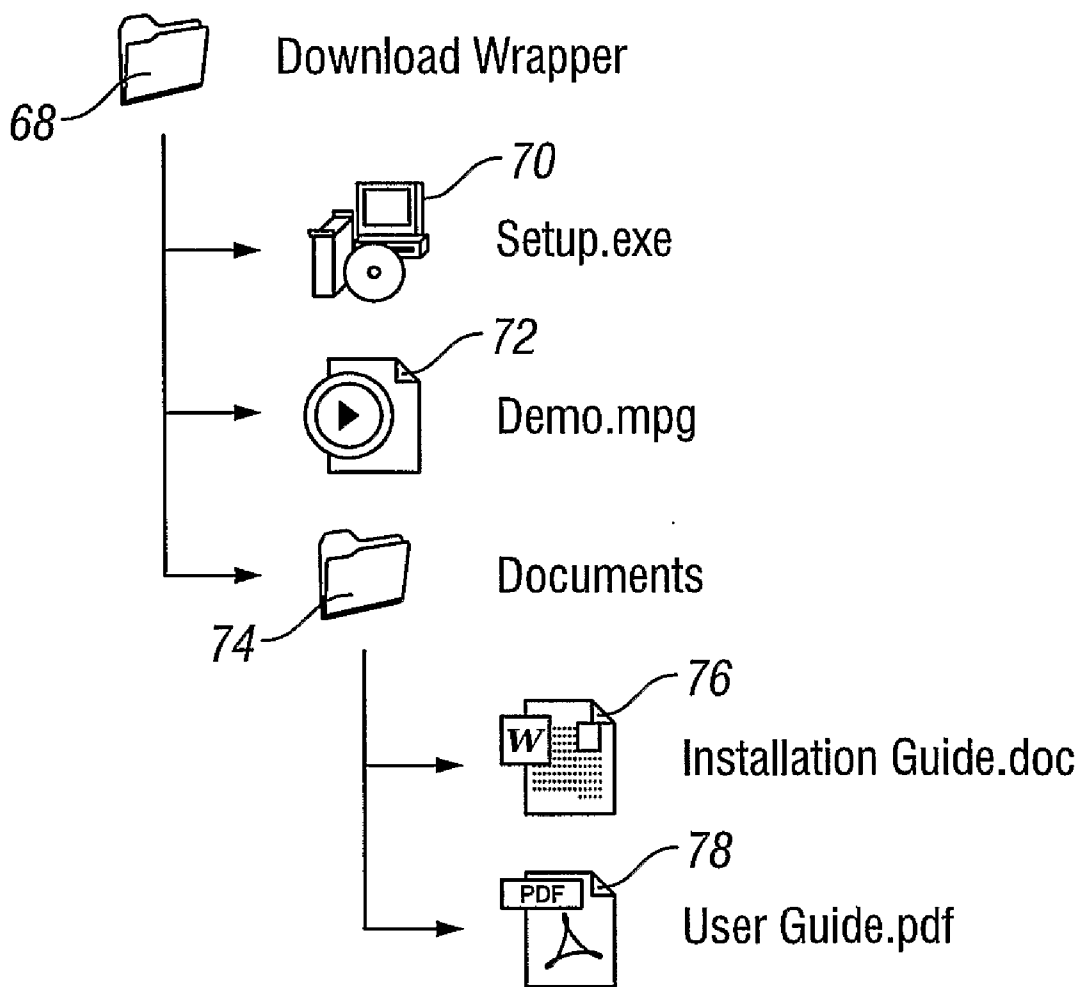 Download Wrapper
68
70
Setup.exe
72
Demo.mpg
Documents
74
76
W
Installation Guide.doc
78
PDF
User Guide.pdf